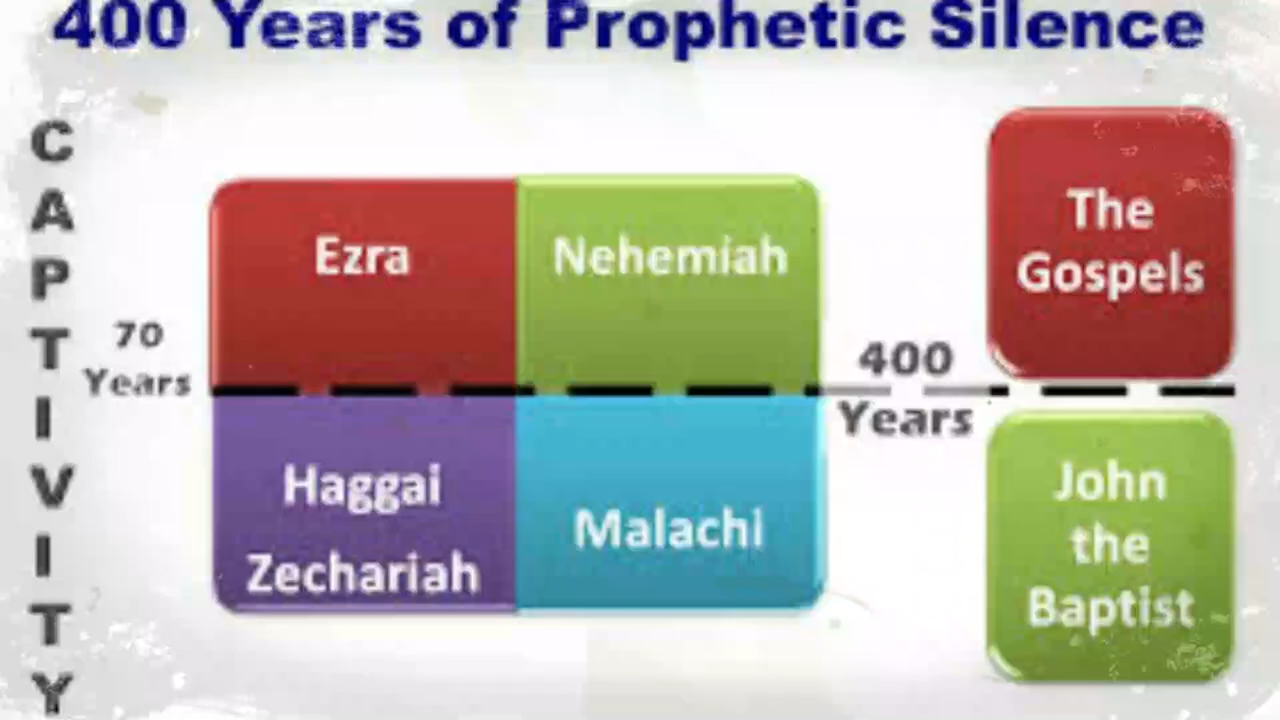 400 Years of Prophetic Silence
CAPTIVITY
70
Years
Ezra
Nehemiah
Haggai
Zechariah
Malachi
400
Years
The
Gospels
John
the
Baptist